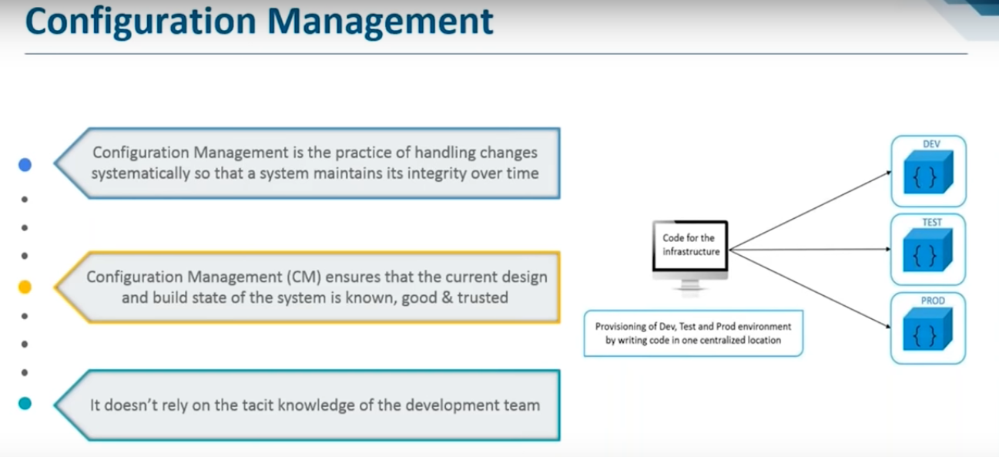 Configuration Management
Configuration Management is the practice of handling changes
systematically so that a system maintains its integrity over time
Configuration Management (CM) ensures that the current design
and build state of the system is known, good & trusted
It doesn’t rely on the tacit knowledge of the development team
Code for the
infrastructure
Provisioning of Dev, Test and Prod environment
by writing code in one centralized location
DEV
{ }
TEST
{ }
PROD
{ }